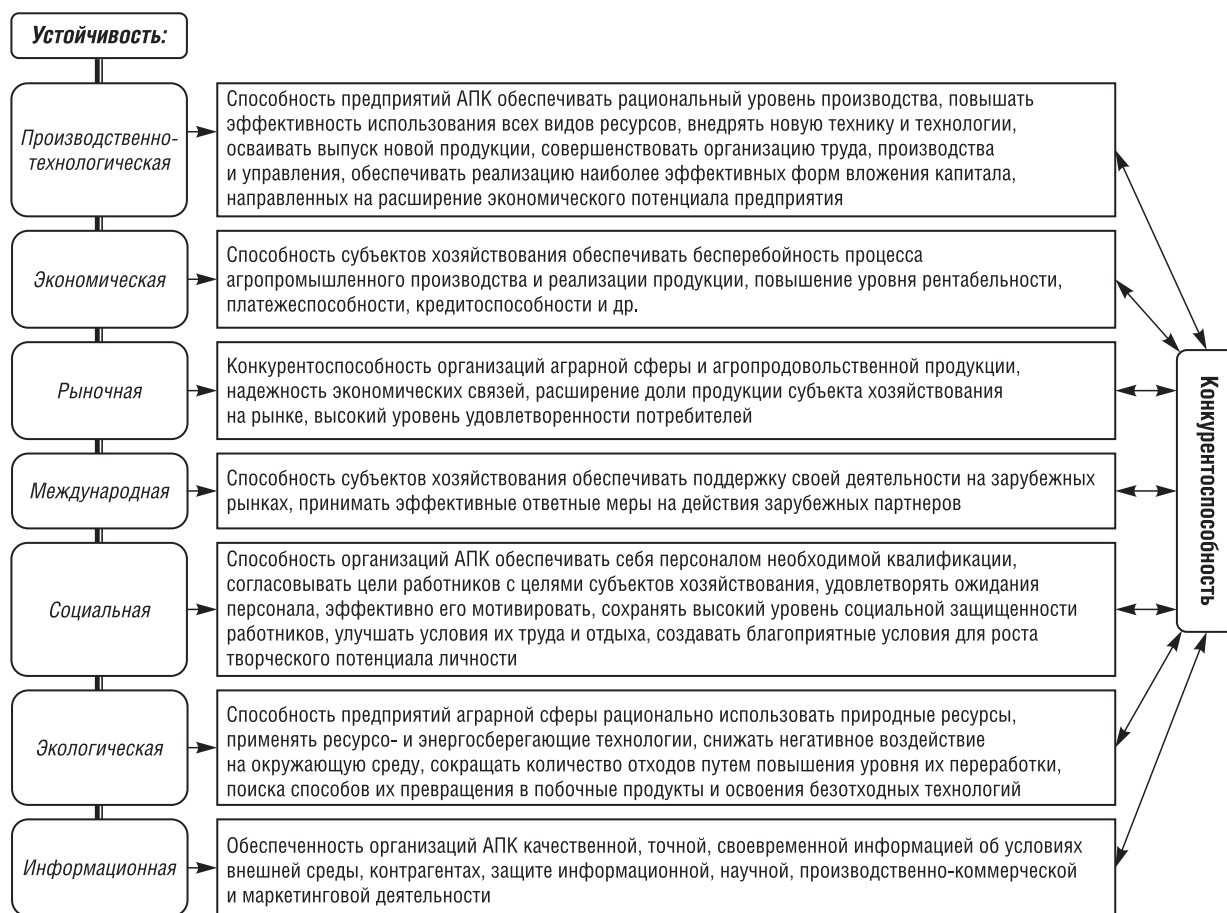 Устойчивость:
Производственно-
технологическая
Способность предприятий АПК обеспечивать рациональный уровень производства, повышать
эффективность использования всех видов ресурсов, внедрять новую технику и технологии,
осваивать выпуск новой продукции, совершенствовать организацию труда, производства
и управления, обеспечивать реализацию наиболее эффективных форм вложения капитала,
направленных на расширение экономического потенциала предприятия
Экономическая
Способность субъектов хозяйствования обеспечивать бесперебойность процесса
агропромышленного производства и реализации продукции, повышение уровня рентабельности,
платежеспособности, кредитоспособности и др.
Рыночная
Конкурентоспособность организаций аграрной сферы и агропродовольственной продукции,
надежность экономических связей, расширение доли продукции субъекта хозяйствования
на рынке, высокий уровень удовлетворенности потребителей
Международная
Способность субъектов хозяйствования обеспечивать поддержку своей деятельности на зарубежных
рынках, принимать эффективные ответные меры на действия зарубежных партнеров
Социальная
Способность организаций АПК обеспечивать себя персоналом необходимой квалификации,
согласовывать цели работников с целями субъектов хозяйствования, удовлетворять ожидания
персонала, эффективно его мотивировать, сохранять высокий уровень социальной защищенности
работников, улучшать условия их труда и отдыха, создавать благоприятные условия для роста
творческого потенциала личности
Экологическая
Способность предприятий аграрной сферы рационально использовать природные ресурсы,
применять ресурсо- и энергосберегающие технологии, снижать негативное воздействие
на окружающую среду, сокращать количество отходов путем повышения уровня их переработки,
поиска способов их превращения в побочные продукты и освоения безотходных технологий
Информационная
Обеспеченность организаций АПК качественной, точной, своевременной информацией об условиях
внешней среды, контрагентах, защите информационной, научной, производственно-коммерческой
и маркетинговой деятельности
Конкурентоспособность